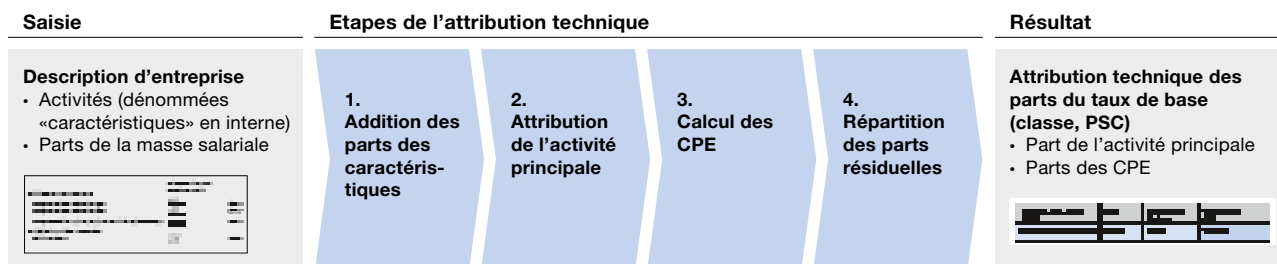 Saisie
Etapes de l’attribution technique
Résultat
Description d’entreprise
• Activités (dénommées
«caractéristiques» en interne)
• Parts de la masse salariale
1.
Addition des
parts des
caractéris-
tiques
2.
Attribution
de l’activité
principale
3.
Calcul des
CPE
4.
Répartition
des parts
résiduelles
Attribution technique des
parts du taux de base
(classe, PSC)
• Part de l’activité principale
• Parts des CPE